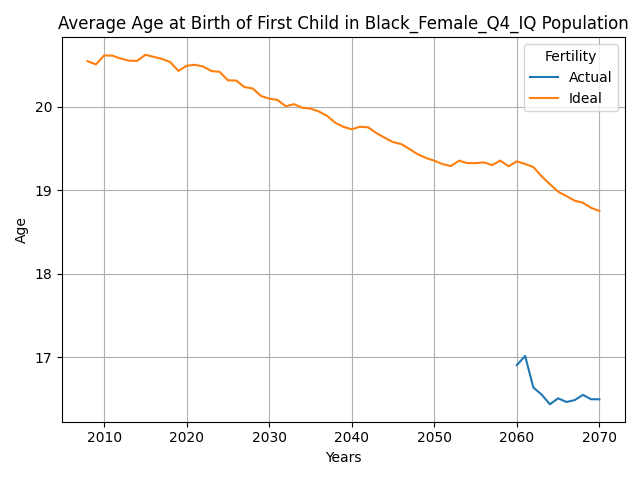 Average Age at Birth of First Child in Black_Female_Q4_IQ Population
Fertility
Actual
Ideal
Age
20
19
18
17
2010 2020 2030 2040 2050 2060 2070
Years